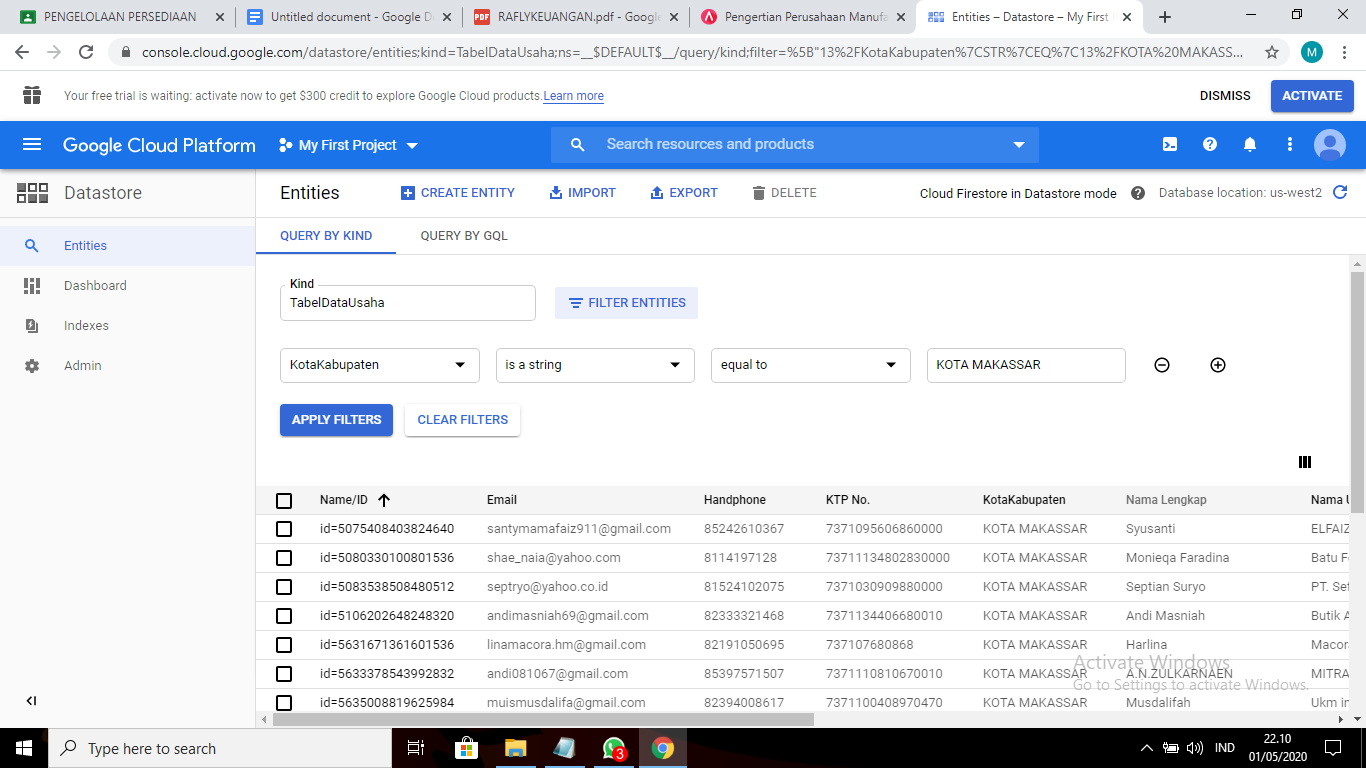 PENGELOLAAN PERSEDIAAN
Untitled document - Google D
RAFLYKEUANGAN.pdf - Google
Pengertian Perusahaan Manufa
Entities – Datastore – My First
console.cloud.google.com/datastore/entities;kind=TabelDataUsaha;ns=__$DEFAULT$__/query/kind;filter=%5B"13%2FKotaKabupaten%7CSTR%7CEQ%7C13%2FKOTA%20MAKASS...
M
Your free trial is waiting: activate now to get $300 credit to explore Google Cloud products. Learn more
DISMISS
ACTIVATE
Google Cloud Platform
My First Project
Search resources and products
Datastore
Entities
CREATE ENTITY
IMPORT
EXPORT
DELETE
Cloud Firestore in Datastore mode
Database location: us-west2
Entities
Dashboard
Indexes
Admin
QUERY BY KIND
QUERY BY GQL
Kind
TabelDataUsaha
FILTER ENTITIES
KotaKabupaten
is a string
equal to
KOTA MAKASSAR
APPLY FILTERS
CLEAR FILTERS
Name/ID Email Handphone KTP No. KotaKabupaten Nama Lengkap Nama U
id=5075408403824640 santymamafaiz911@gmail.com 85242610367 7371095606860000 KOTA MAKASSAR Syusanti ELFAIZ
id=5080330100801536 shae_naia@yahoo.com 8114197128 73711134802830000 KOTA MAKASSAR Monieqa Faradina Batu F
id=5083538508480512 septryo@yahoo.co.id 81524102075 7371030909880000 KOTA MAKASSAR Septian Suryo PT. Sef
id=5106202648248320 andimasniah69@gmail.com 82333321468 7371134406680010 KOTA MAKASSAR Andi Masniah Butik A
id=5631671361601536 linamacora.hm@gmail.com 82191050695 737107680868 KOTA MAKASSAR Harlina Macor
id=5633378543992832 andi081067@gmail.com 85397571507 7371110810670010 KOTA MAKASSAR A.N.ZULKARNAEN MITRA
id=5635008819625984 muismusdalifa@gmail.com 82394008617 7371100408970470 KOTA MAKASSAR Musdalifah Ukm in
Activate Windows
Go to Settings to activate Windows.
Type here to search
3
IND
22.10
01/05/2020